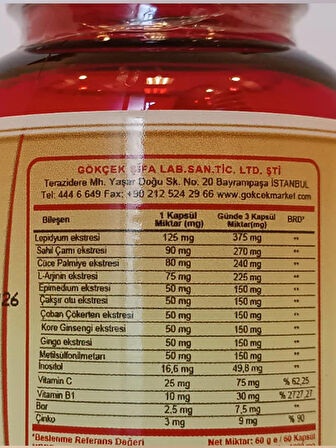 GÖKÇEK ŞİFA LAB.SAN.TİC. LTD. ŞTİ
Terazidere Mh. Yaşar Doğu Sk. No. 20 Bayrampaşa İSTANBUL
Tel: 444 6 649 Fax: +90 212 524 29 66 www.gokcekmarket.com
Bileşen 1 Kapsül Miktar (mg) Günde 3 Kapsül Miktar(mg) BRD*
Lepidyum ekstresi 125 mg 375 mg **
Sahil Çamı ekstresi 90 mg 270 mg **
Cüce Palmiye ekstresi 80 mg 240 mg **
L-Arjinin ekstresi 75 mg 225 mg **
Epimedium ekstresi 50 mg 150 mg **
Çakşır otu ekstresi 50 mg 150 mg **
Çoban Çökerten ekstresi 50 mg 150 mg **
Kore Ginsengi ekstresi 50 mg 150 mg **
Gingo ekstresi 50 mg 150 mg **
Metilsülfonilmetan 50 mg 150 mg **
İnositol 16,6 mg 49,8 mg **
Vitamin C 25 mg 75 mg % 62,25
Vitamin B1 10 mg 30 mg % 2727,27
Bor 2,5 mg 7,5 mg **
Çinko 3 mg 9 mg % 90
*Beslenme Referans Değeri Net Miktar: 60 g e / 60 Kapsül